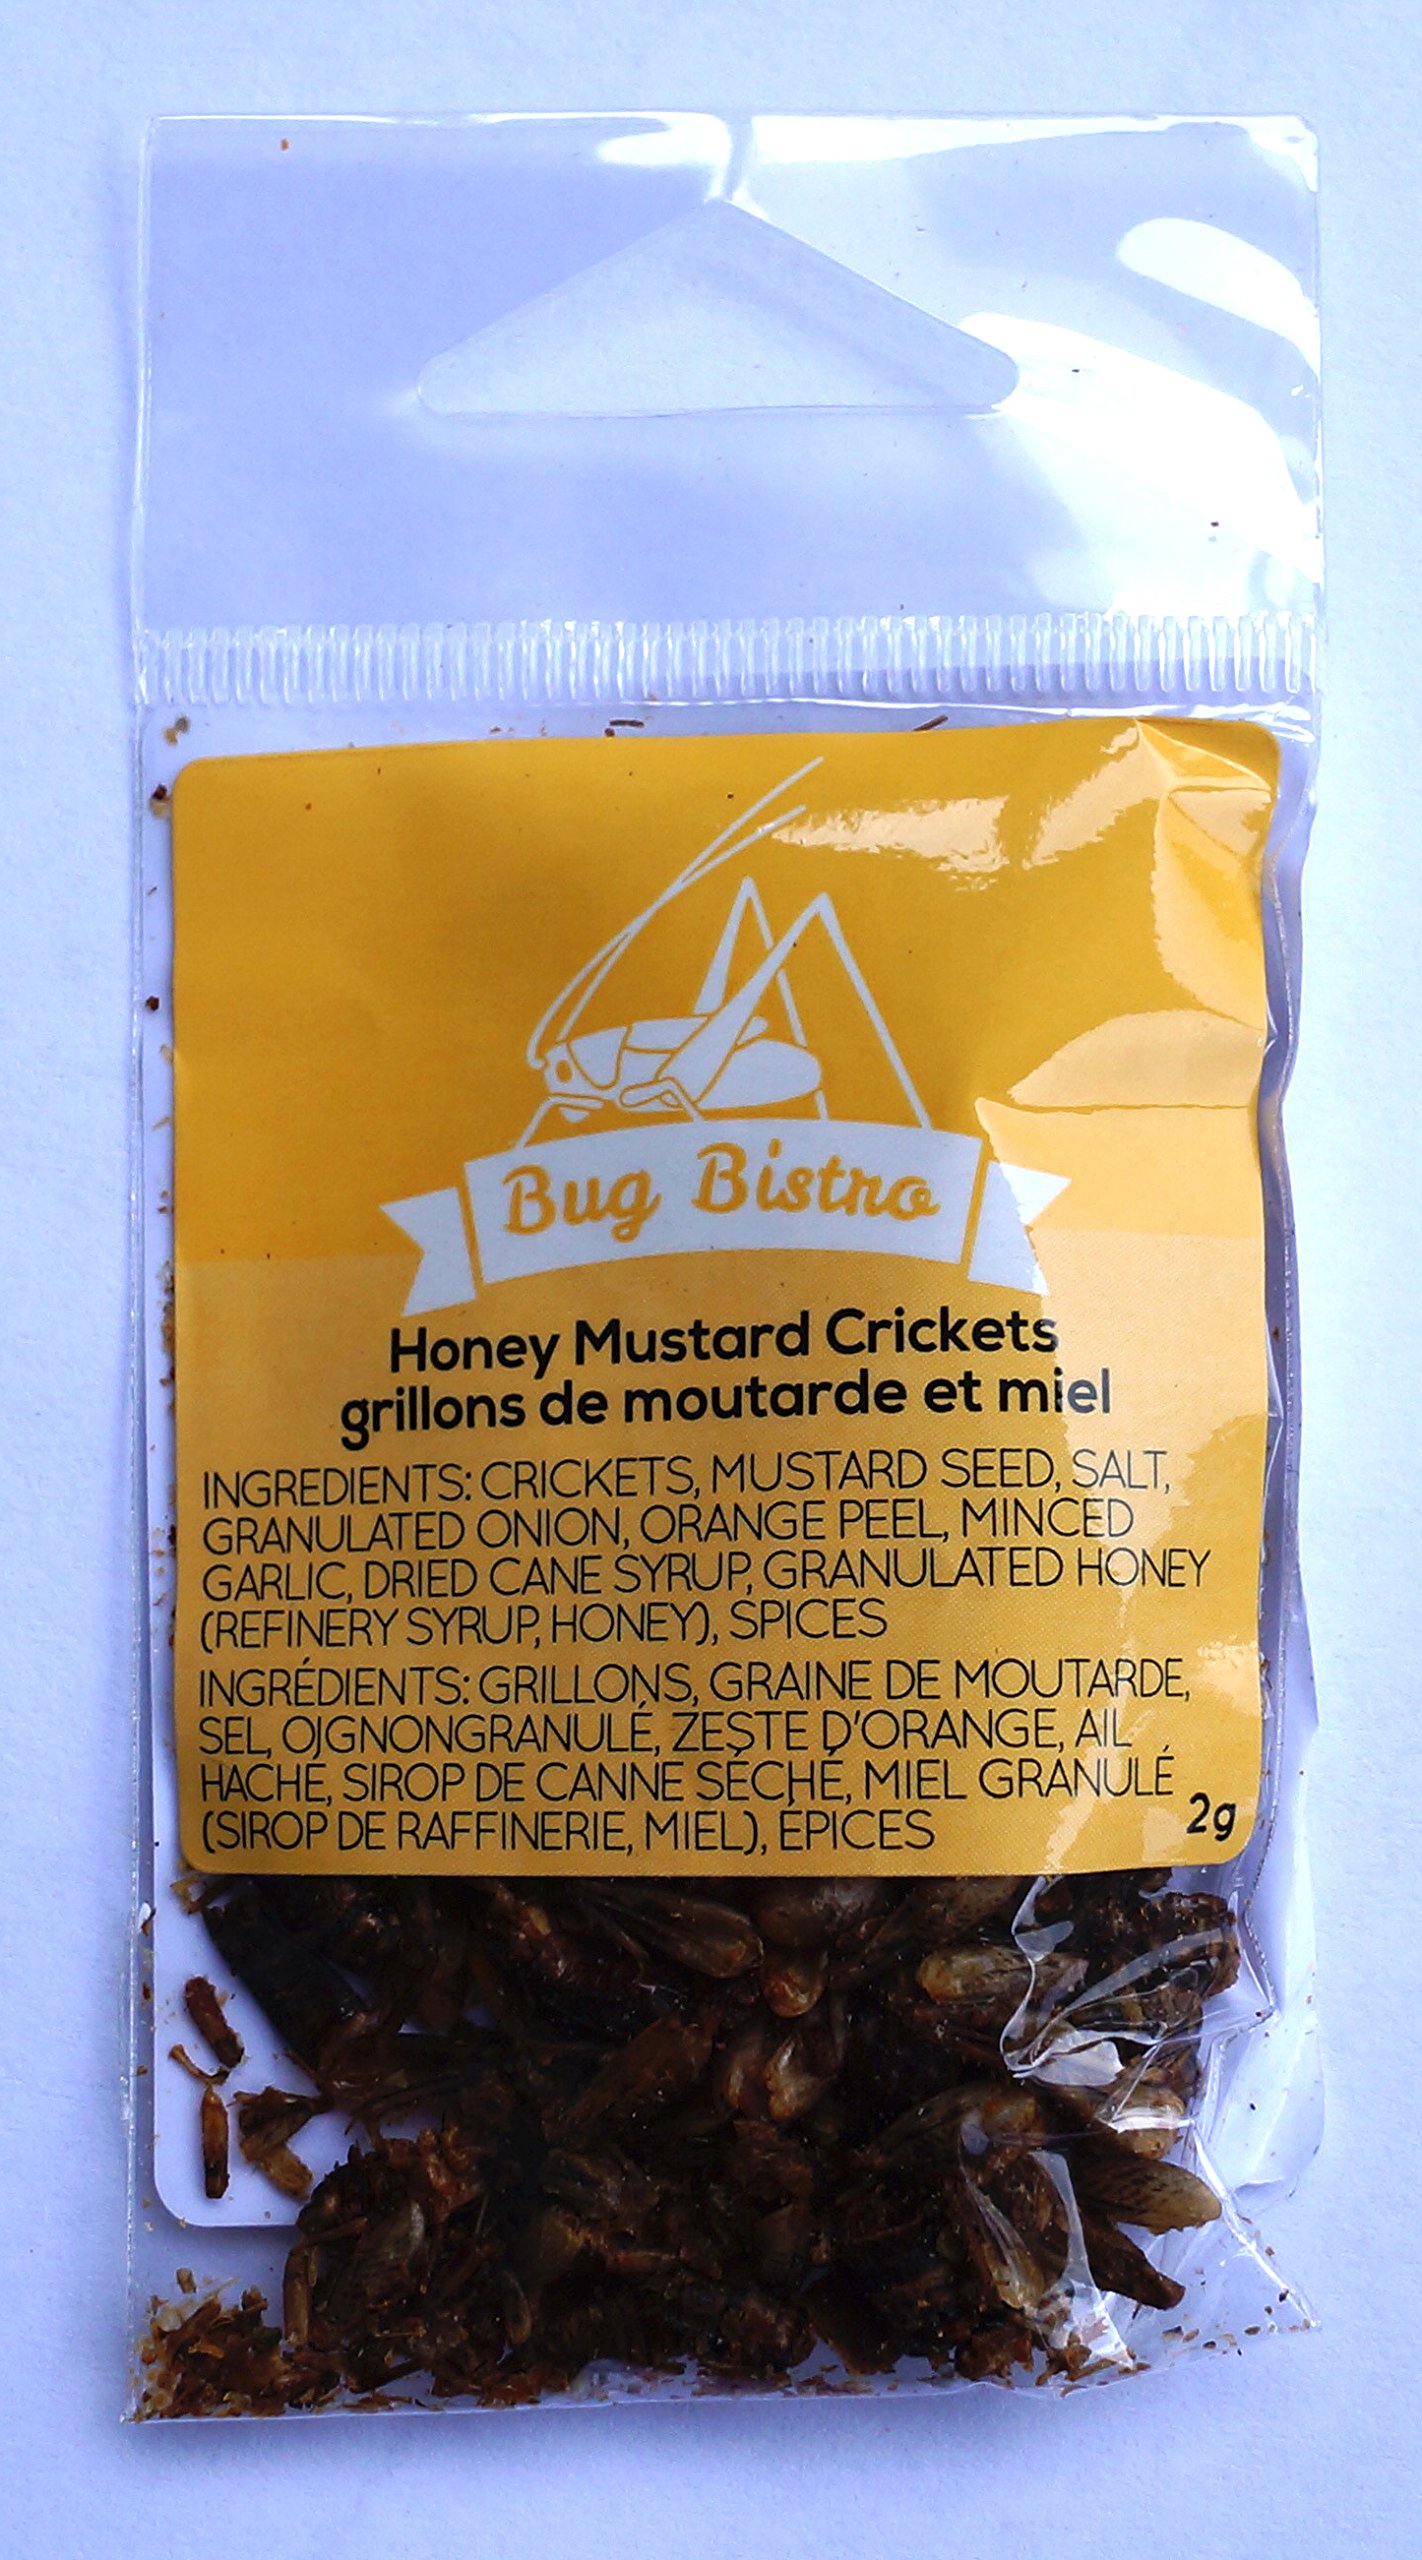 Bug Bistro
Honey Mustard Crickets
grillons de moutarde et miel
INGREDIENTS: CRICKETS, MUSTARD SEED, SALT,
GRANULATED ONION, ORANGE PEEL, MINCED
GARLIC, DRIED CANE SYRUP, GRANULATED HONEY
(REFINERY SYRUP, HONEY), SPICES
INGRÉDIENTS: GRILLONS, GRAINE DE MOUTARDE,
SEL, OIGNONGRANULÉ, ZESTE D'ORANGE, AIL
HACHE, SIROP DE CANNE SÉCHÉ, MIEL GRANULÉ
(SIROP DE RAFFINERIE, MIEL), ÉPICES
2g